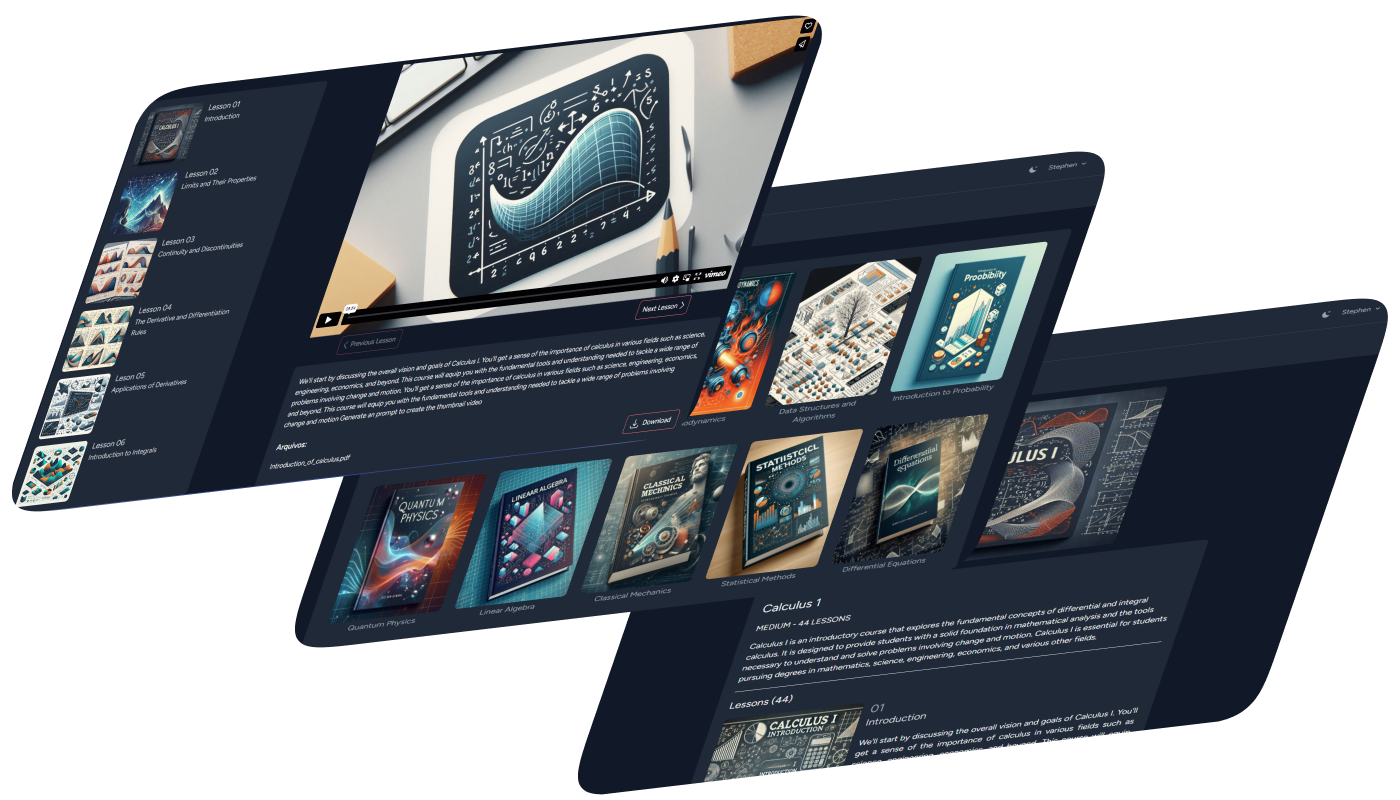 Lesson 01
Introduction
Lesson 02
Limits and Their Properties
Lesson 03
Continuity and Discontinuities
Lesson 04
The Derivative and Differentiation
Rules
Lesson 05
Applications of Derivatives
Lesson 06
Introduction to Integrals
CALCULUS I
vimeo
Previous Lesson
Next Lesson
We'll start by discussing the overall vision and goals of Calculus I. You'll get a sense of the importance of calculus in various fields such as science,
engineering, economics, and beyond. This course will equip you with the fundamental tools and understanding needed to tackle a wide range of
problems involving change and motion. You'll get a sense of the importance of calculus in various fields such as science, engineering, economics,
and beyond. This course will equip you with the fundamental tools and understanding needed to tackle a wide range of problems involving
change and motion Generate an prompt to create the thumbnail video
Download
Arquivos:
Introduction_of_calculus.pdf
Stephen
DYNAMICS
Proobibility
odynamics
Data Structures and
Algorithms
Introduction to Probability
QUANTUM
PHYSICS
LINEAR ALGEBRA
CLASSICAL
MECHNICS
STATIISTCICL
METHODS
Differential
equations
Quantum Physics
Linear Algebra
Classical Mechanics
Statistical Methods
Differential Equations
Stephen
ULUS I
Calculus 1
MEDIUM - 44 LESSONS
Calculus I is an introductory course that explores the fundamental concepts of differential and integral
calculus. It is designed to provide students with a solid foundation in mathematical analysis and the tools
necessary to understand and solve problems involving change and motion. Calculus I is essential for students
pursuing degrees in mathematics, science, engineering, economics, and various other fields.
Lessons (44)
CALCULUS I
INTRODUCTION
01
Introduction
We'll start by discussing the overall vision and goals of Calculus I. You'll
get a sense of the importance of calculus in various fields such as